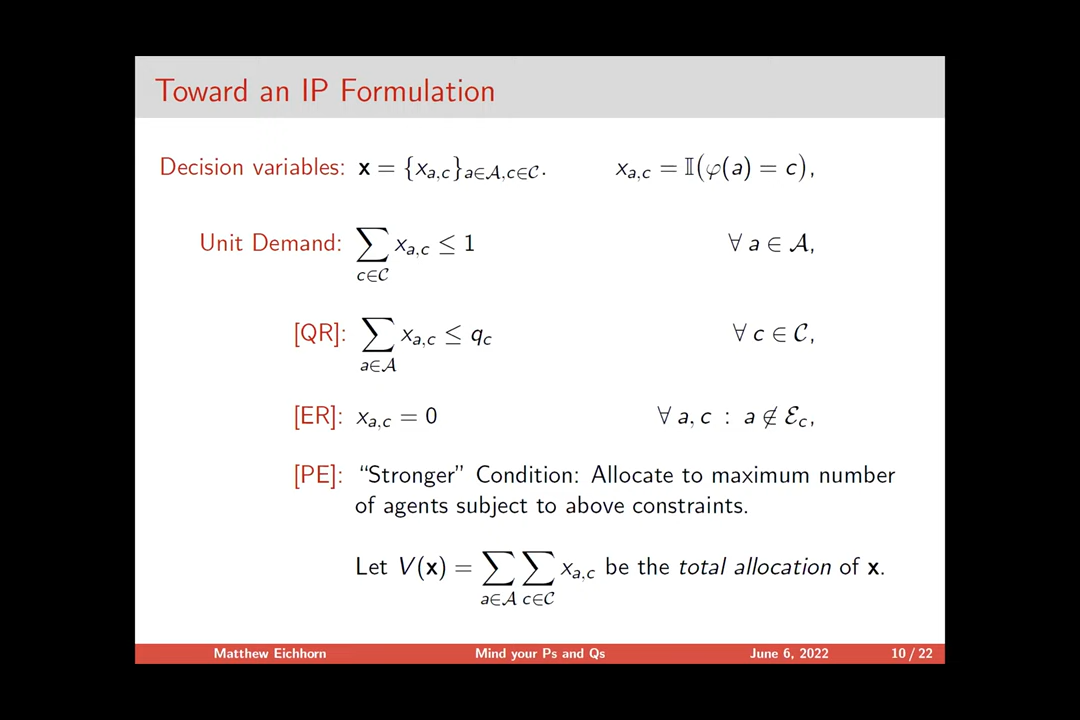 Toward an IP Formulation
Decision variables: 𝐱 = {x_{a,c}}_{a∈𝒜,c∈𝒞}. x_{a,c} = 𝕀(φ(a) = c),
Unit Demand: ∑_{c∈𝒞} x_{a,c} ≤ 1 ∀ a ∈ 𝒜,
[QR]: ∑_{a∈𝒜} x_{a,c} ≤ q_c ∀ c ∈ 𝒞,
[ER]: x_{a,c} = 0 ∀ a, c : a ∉ ℰ_c,
[PE]: “Stronger” Condition: Allocate to maximum number
of agents subject to above constraints.
Let V(𝐱) = ∑_{a∈𝒜} ∑_{c∈𝒞} x_{a,c} be the total allocation of 𝐱.
Matthew Eichhorn Mind your Ps and Qs June 6, 2022 10 / 22